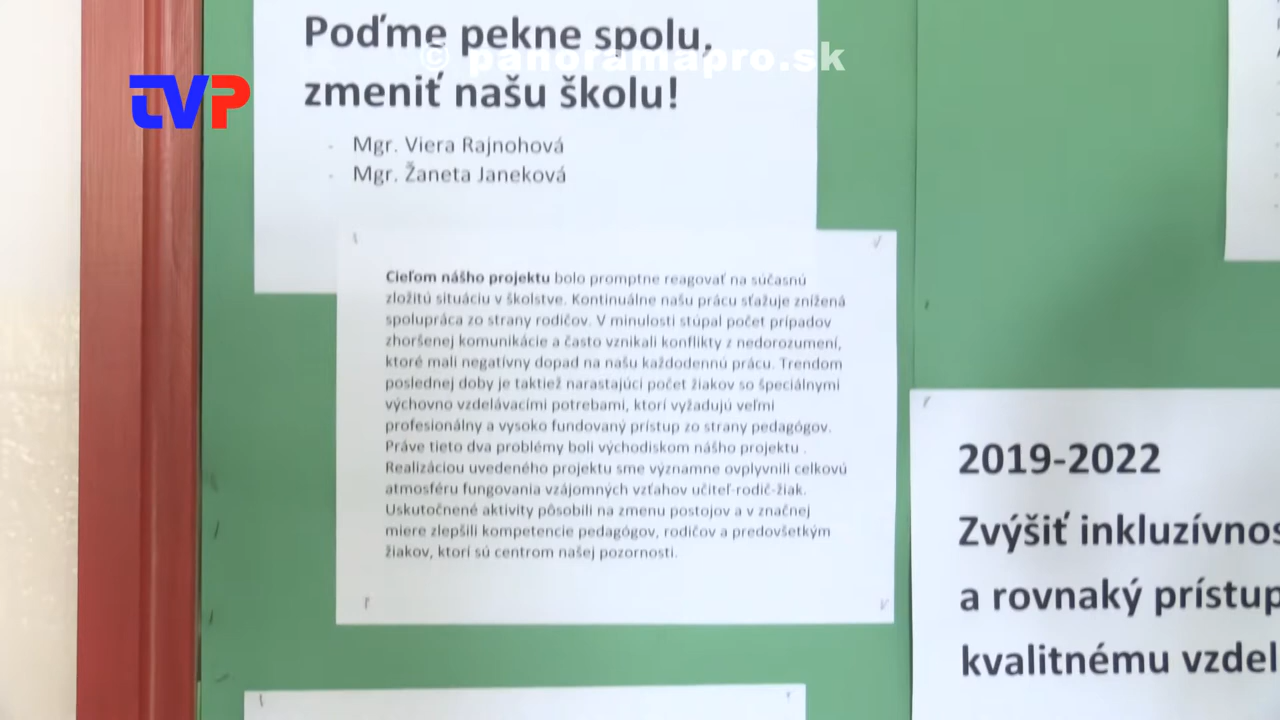 Poďme pekne spolu,
zmeniť našu školu!
- Mgr. Viera Rajnohová
- Mgr. Žaneta Janeková
© panoramapro.sk
TVP
Cieľom nášho projektu bolo promptne reagovať na súčasnú
zložitú situáciu v školstve. Kontinuálne našu prácu sťažuje znížená
spolupráca zo strany rodičov. V minulosti stúpal počet prípadov
zhoršenej komunikácie a často vznikali konflikty z nedorozumení,
ktoré mali negatívny dopad na našu každodennú prácu. Trendom
poslednej doby je taktiež narastajúci počet žiakov so špeciálnymi
výchovno vzdelávacími potrebami, ktorí vyžadujú veľmi
profesionálny a vysoko fundovaný prístup zo strany pedagógov.
Práve tieto dva problémy boli východiskom nášho projektu .
Realizáciou uvedeného projektu sme významne ovplyvnili celkovú
atmosféru fungovania vzájomných vzťahov učiteľ-rodič-žiak.
Uskutočnené aktivity pôsobili na zmenu postojov a v značnej
miere zlepšili kompetencie pedagógov, rodičov a predovšetkým
žiakov, ktorí sú centrom našej pozornosti.
2019-2022
Zvýšiť inkluzívnos
a rovnaký prístup
kvalitnému vzdel